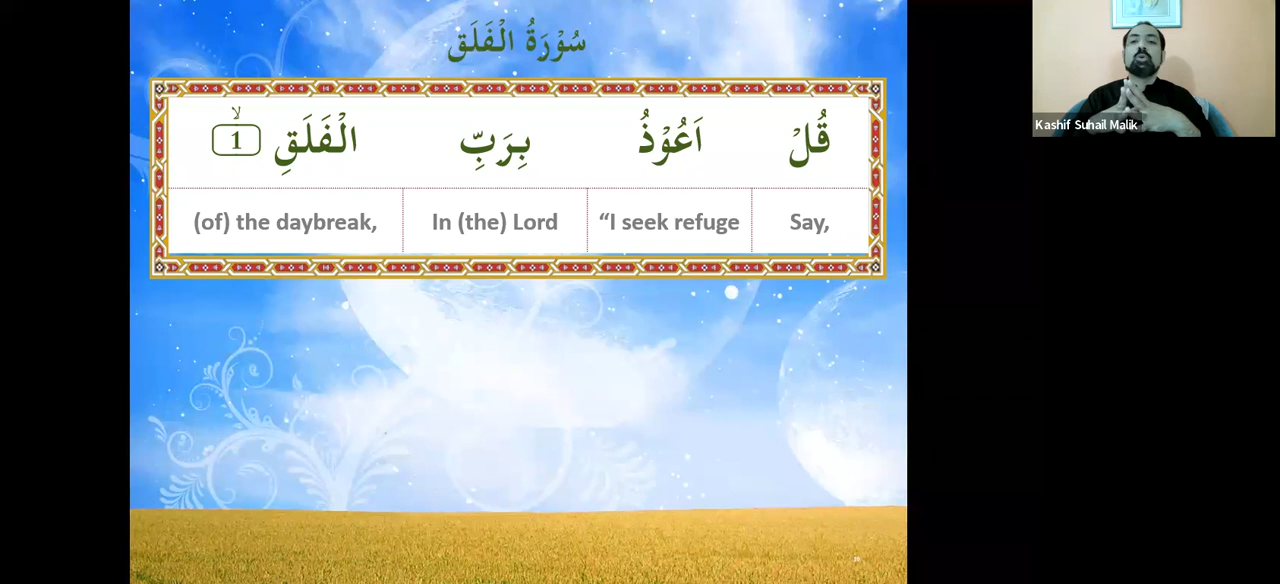 سُوْرَةُ الْفَلَق
قُلْ اَعُوْذُ بِرَبِّ الْفَلَقِ ۙ 1
Say, “I seek refuge In (the) Lord (of) the daybreak,
Kashif Suhail Malik